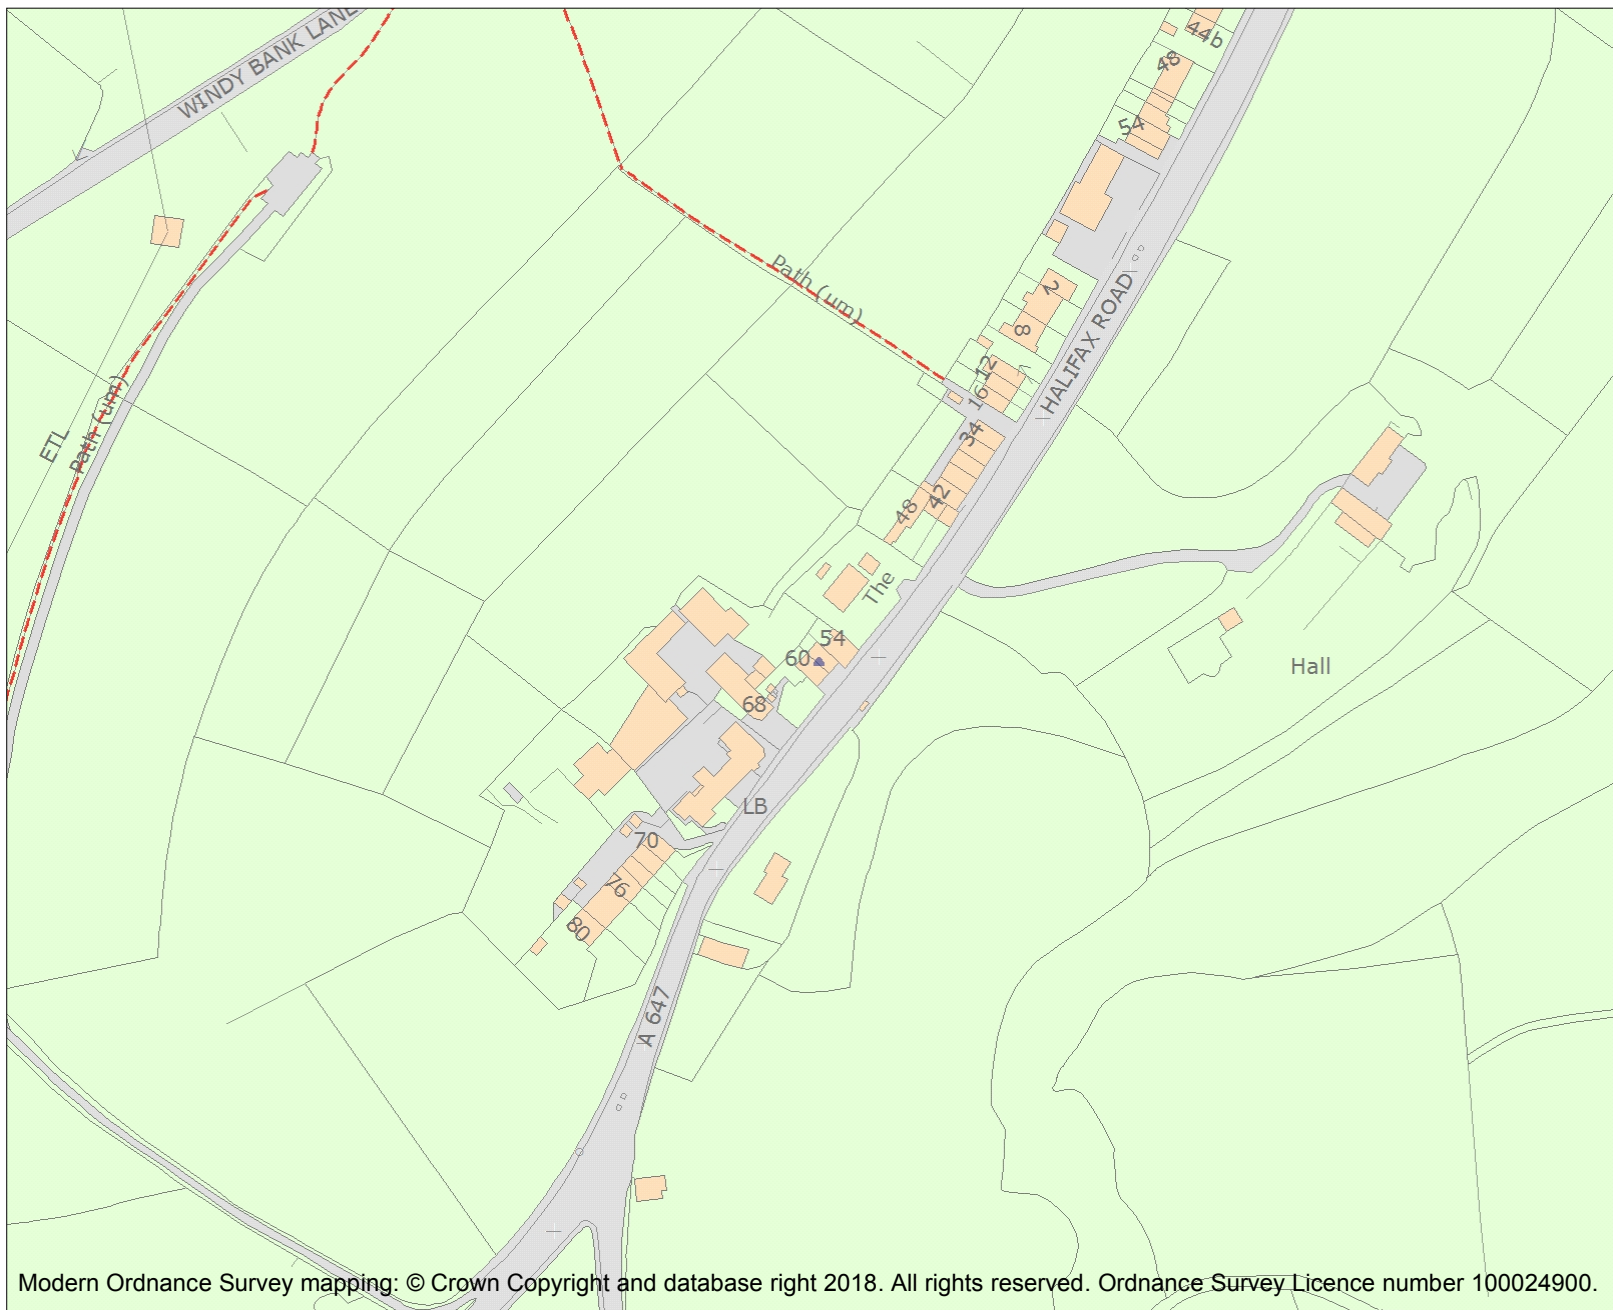 WINDY BANK LANE
44b
48
54
Path (um)
2
8
HALIFAX ROAD
12
16
34
ETL
Path (um)
42
48
The
54
60
Hall
68
LB
70
76
80
A 647
Modern Ordnance Survey mapping: © Crown Copyright and database right 2018. All rights reserved. Ordnance Survey Licence number 100024900.